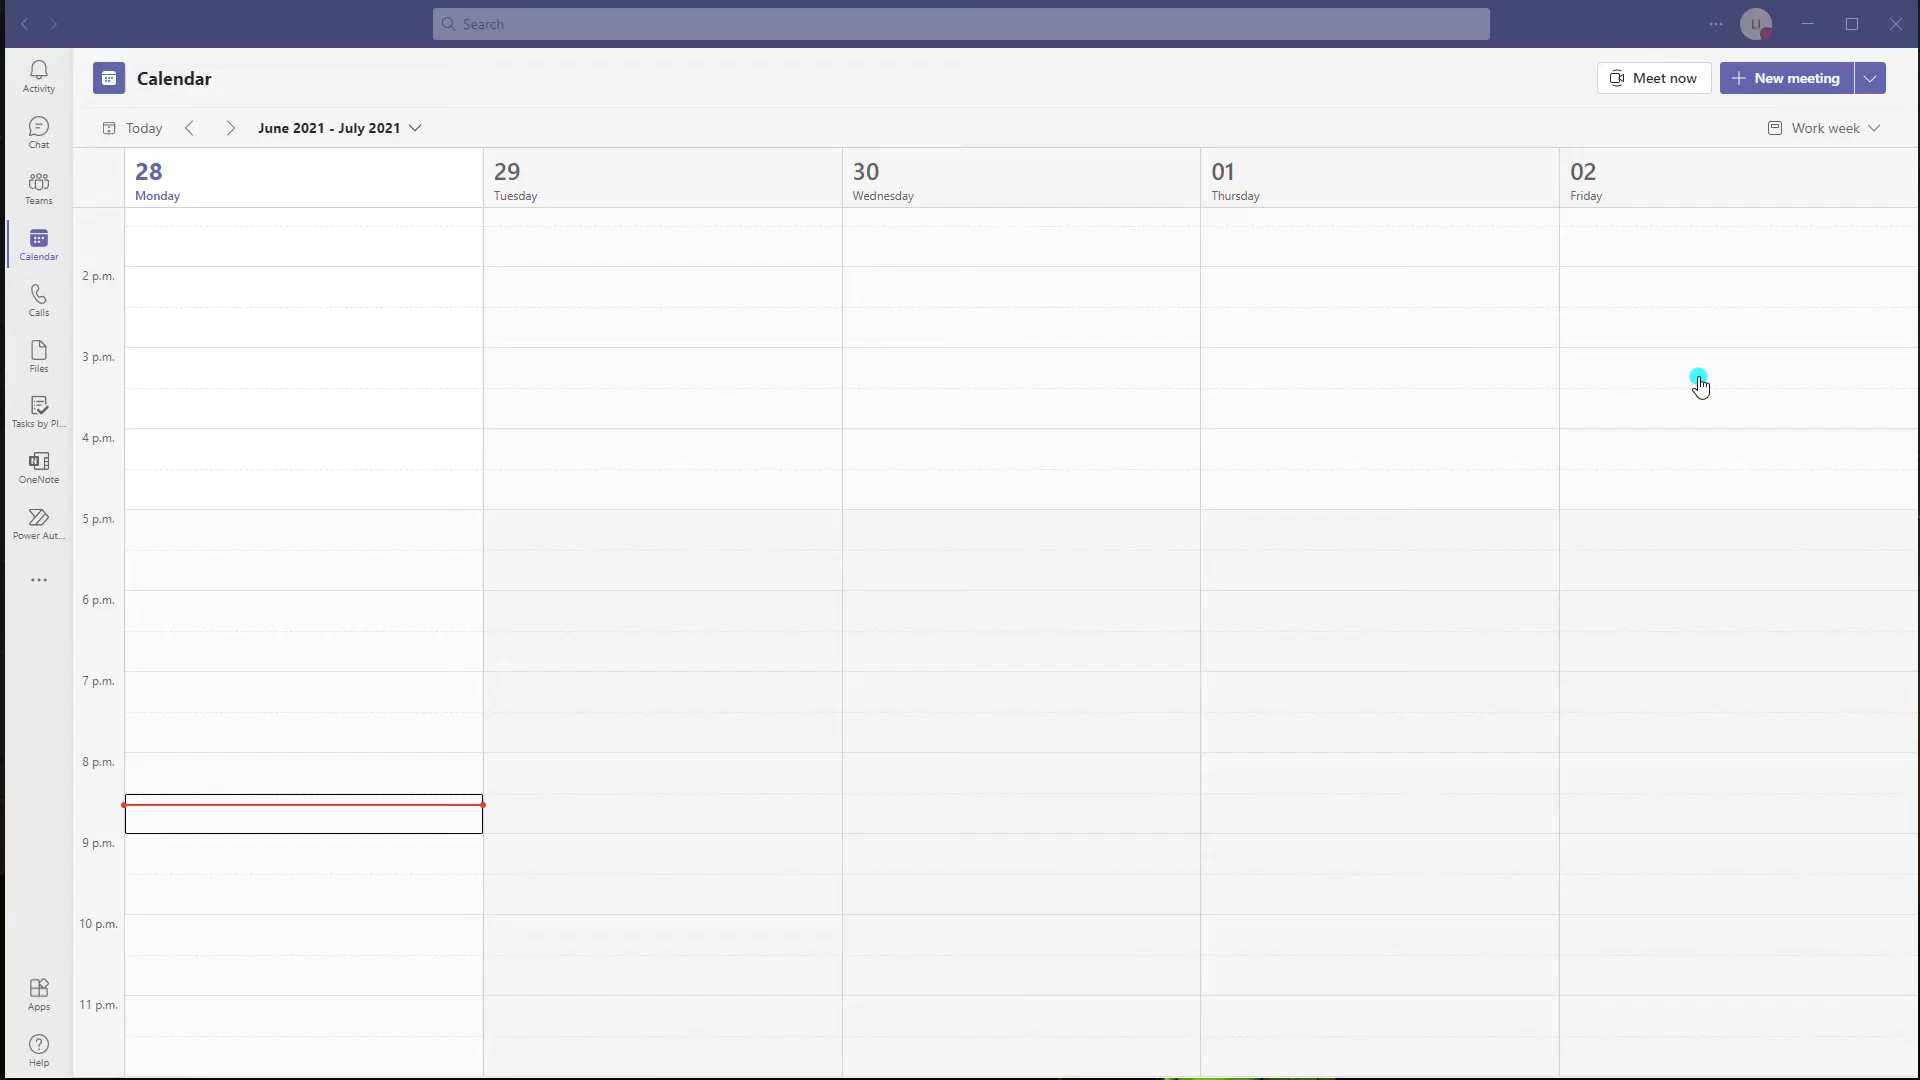 Search
LI
Activity
Chat
Teams
Calendar
Calls
Files
Tasks by Pl...
OneNote
Power Aut...
Apps
Help
Calendar
Meet now
New meeting
Today
June 2021 - July 2021
Work week
28
Monday
29
Tuesday
30
Wednesday
01
Thursday
02
Friday
2 p.m.
3 p.m.
4 p.m.
5 p.m.
6 p.m.
7 p.m.
8 p.m.
9 p.m.
10 p.m.
11 p.m.